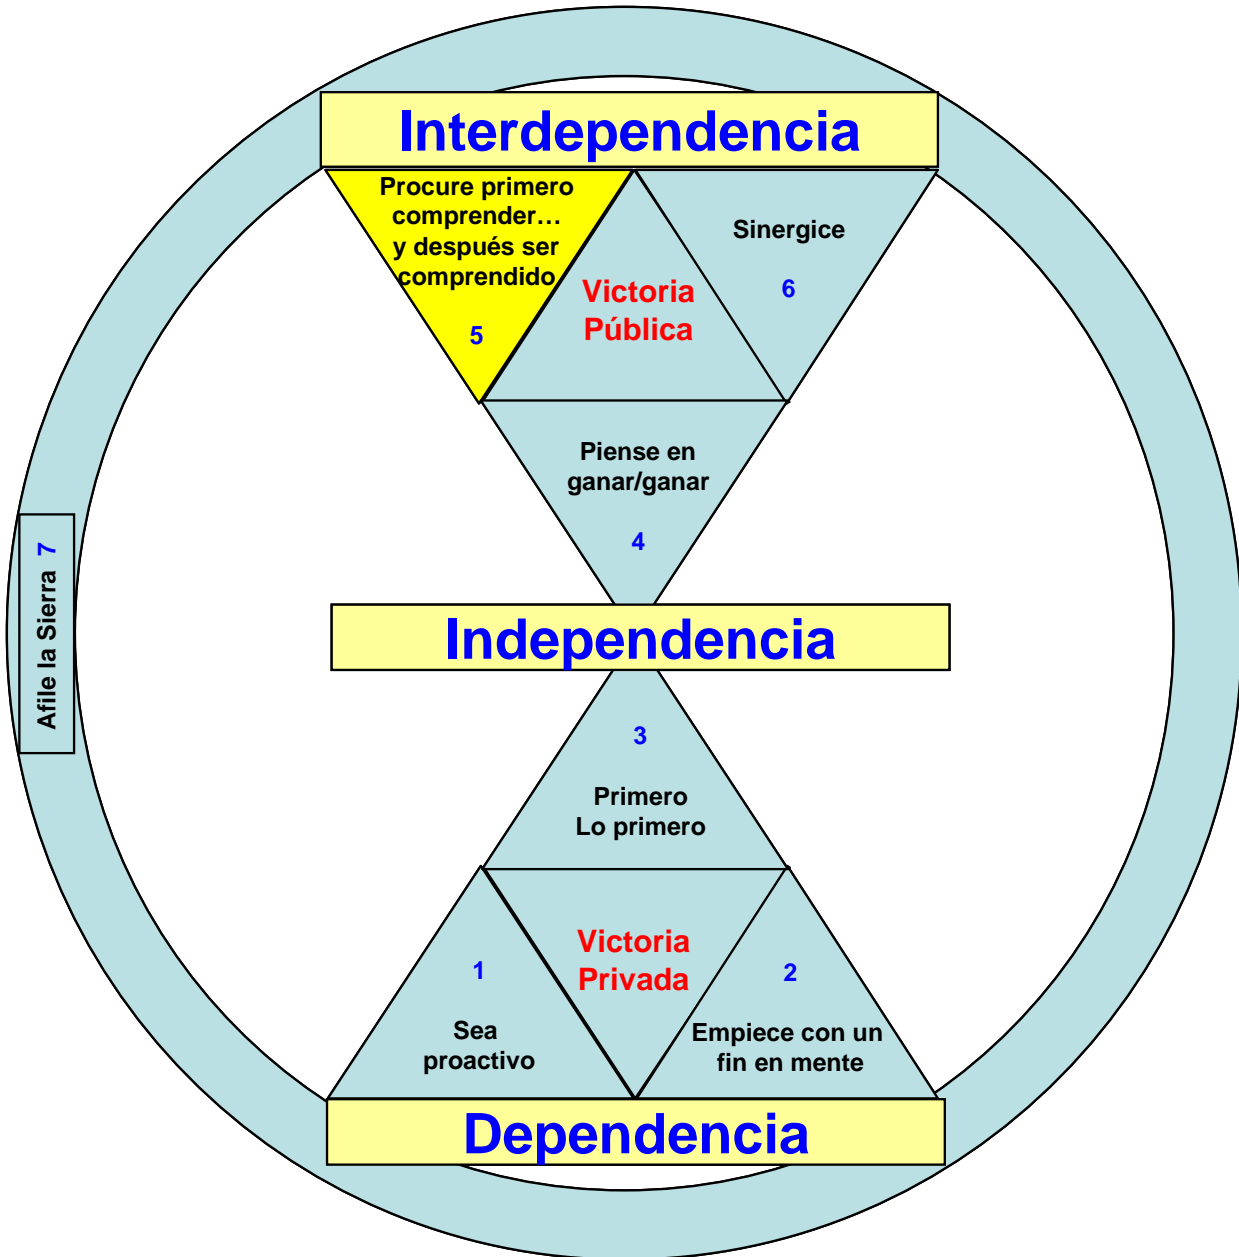 Interdependencia
Procure primero
comprender…
y después ser
comprendido
5
Victoria
Pública
Sinergice
6
Piense en
ganar/ganar
4
Independencia
Afile la Sierra 7
3
Primero
Lo primero
Victoria
Privada
1
Sea
proactivo
2
Empiece con un
fin en mente
Dependencia